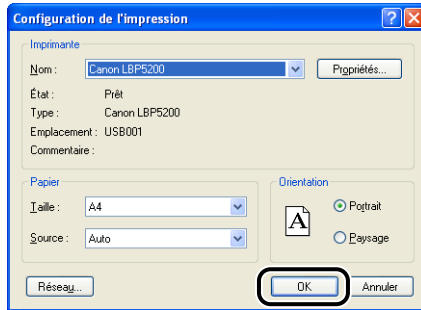 Configuration de l'impression
Imprimante
Nom : Canon LBP5200 Propriétés...
État : Prêt
Type : Canon LBP5200
Emplacement : USB001
Commentaire :
Papier
Taille : A4
Source : Auto
Orientation
A
Portrait
Paysage
Réseau... OK Annuler